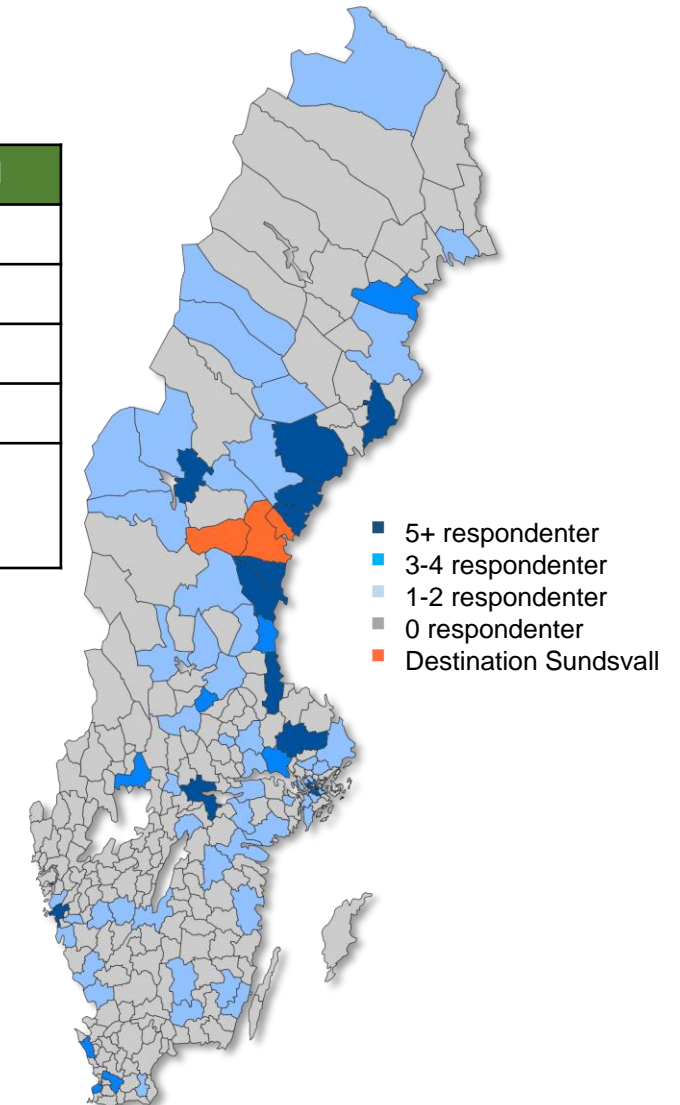 5+ respondenter
3-4 respondenter
1-2 respondenter
0 respondenter
Destination Sundsvall